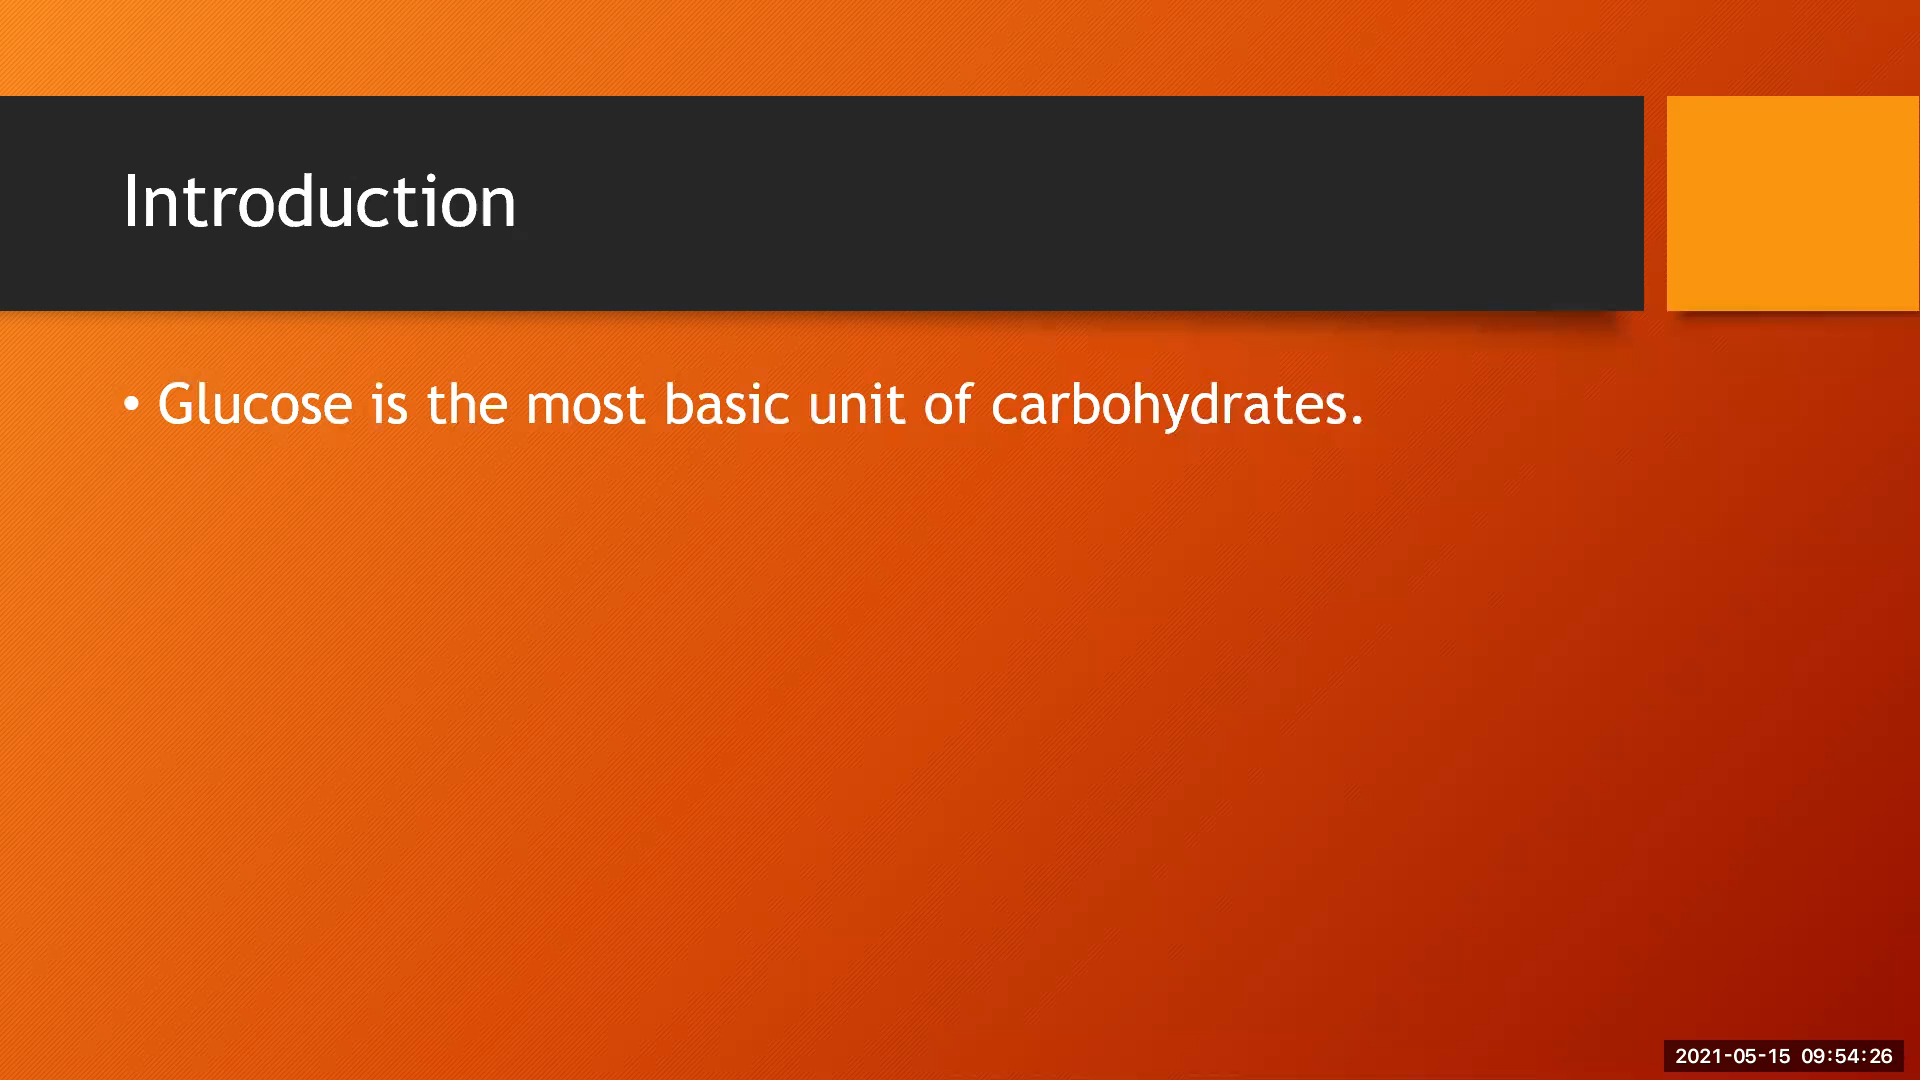 Introduction
• Glucose is the most basic unit of carbohydrates.
2021-05-15 09:54:26